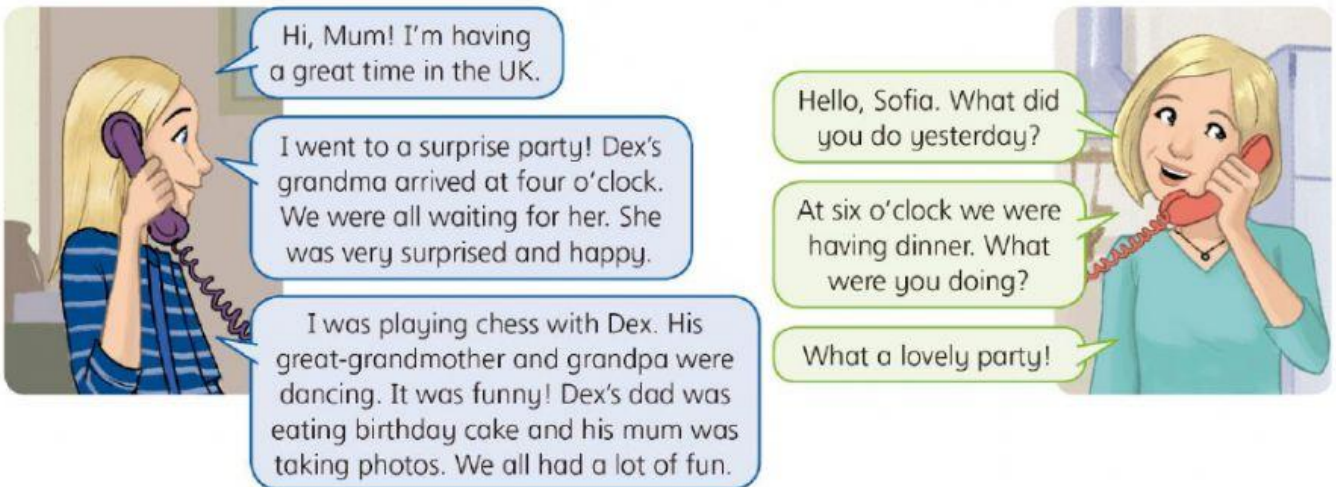 Hi, Mum! I'm having
a great time in the UK.
Hello, Sofia. What did
you do yesterday?
I went to a surprise party! Dex's
grandma arrived at four o'clock.
We were all waiting for her. She
was very surprised and happy.
At six o'clock we were
having dinner. What
were you doing?
I was playing chess with Dex. His
great-grandmother and grandpa were
dancing. It was funny! Dex's dad was
eating birthday cake and his mum was
taking photos. We all had a lot of fun.
What a lovely party!